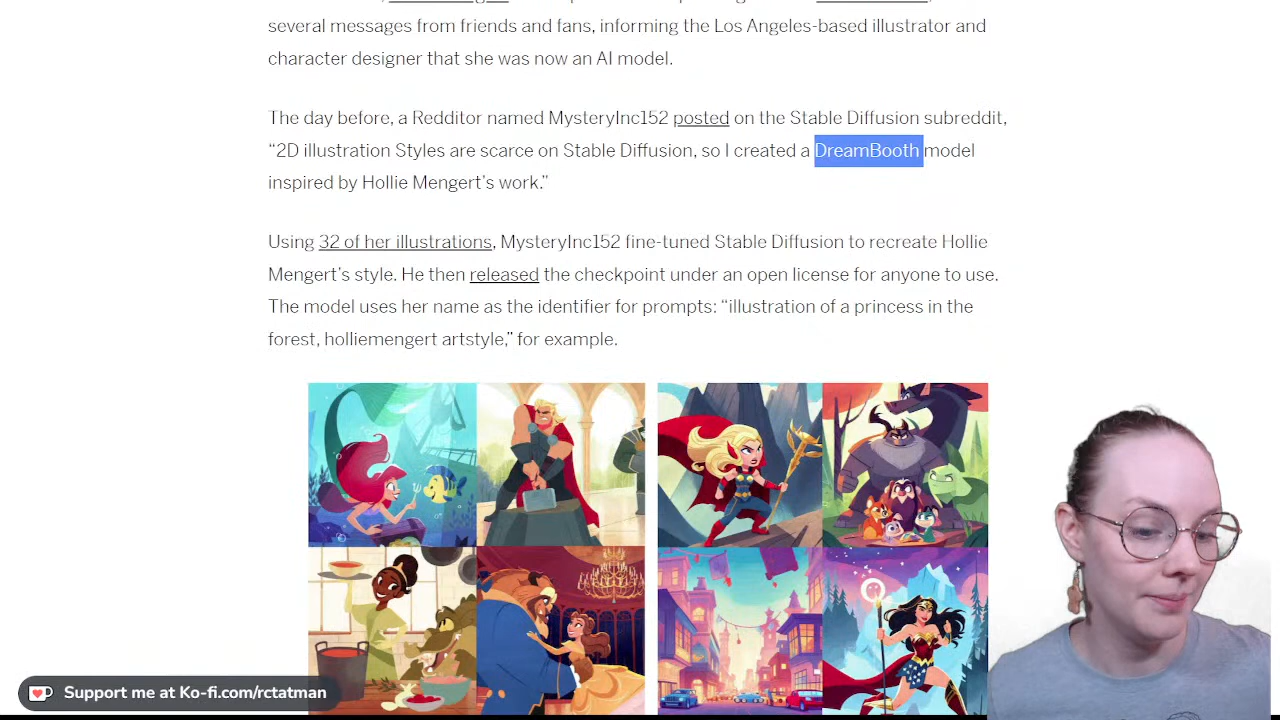 several messages from friends and fans, informing the Los Angeles-based illustrator and
character designer that she was now an AI model.
The day before, a Redditor named MysteryInc152 posted on the Stable Diffusion subreddit,
“2D illustration Styles are scarce on Stable Diffusion, so I created a DreamBooth model
inspired by Hollie Mengert’s work.”
Using 32 of her illustrations, MysteryInc152 fine-tuned Stable Diffusion to recreate Hollie
Mengert’s style. He then released the checkpoint under an open license for anyone to use.
The model uses her name as the identifier for prompts: “illustration of a princess in the
forest, holliemengert artstyle,” for example.
Support me at Ko-fi.com/rctatman